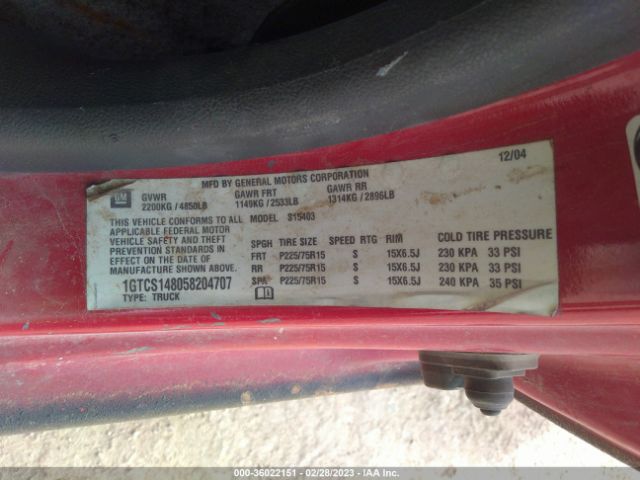 MFD BY GENERAL MOTORS CORPORATION 12/04
GM GVWR GAWR FRT GAWR RR
2200KG / 4850LB 1149KG / 2533LB 1314KG / 2896LB
THIS VEHICLE CONFORMS TO ALL MODEL S15403
APPLICABLE FEDERAL MOTOR
VEHICLE SAFETY AND THEFT
PREVENTION STANDARDS IN
EFFECT ON THE DATE OF
MANUFACTURE SHOWN ABOVE.
SPGH TIRE SIZE SPEED RTG RIM COLD TIRE PRESSURE
FRT P225/75R15 S 15X6.5J 230 KPA 33 PSI
RR P225/75R15 S 15X6.5J 230 KPA 33 PSI
SPA P225/75R15 S 15X6.5J 240 KPA 35 PSI
1GTCS148058204707
TYPE: TRUCK
000-36022151 - 02/28/2023 - IAA Inc.